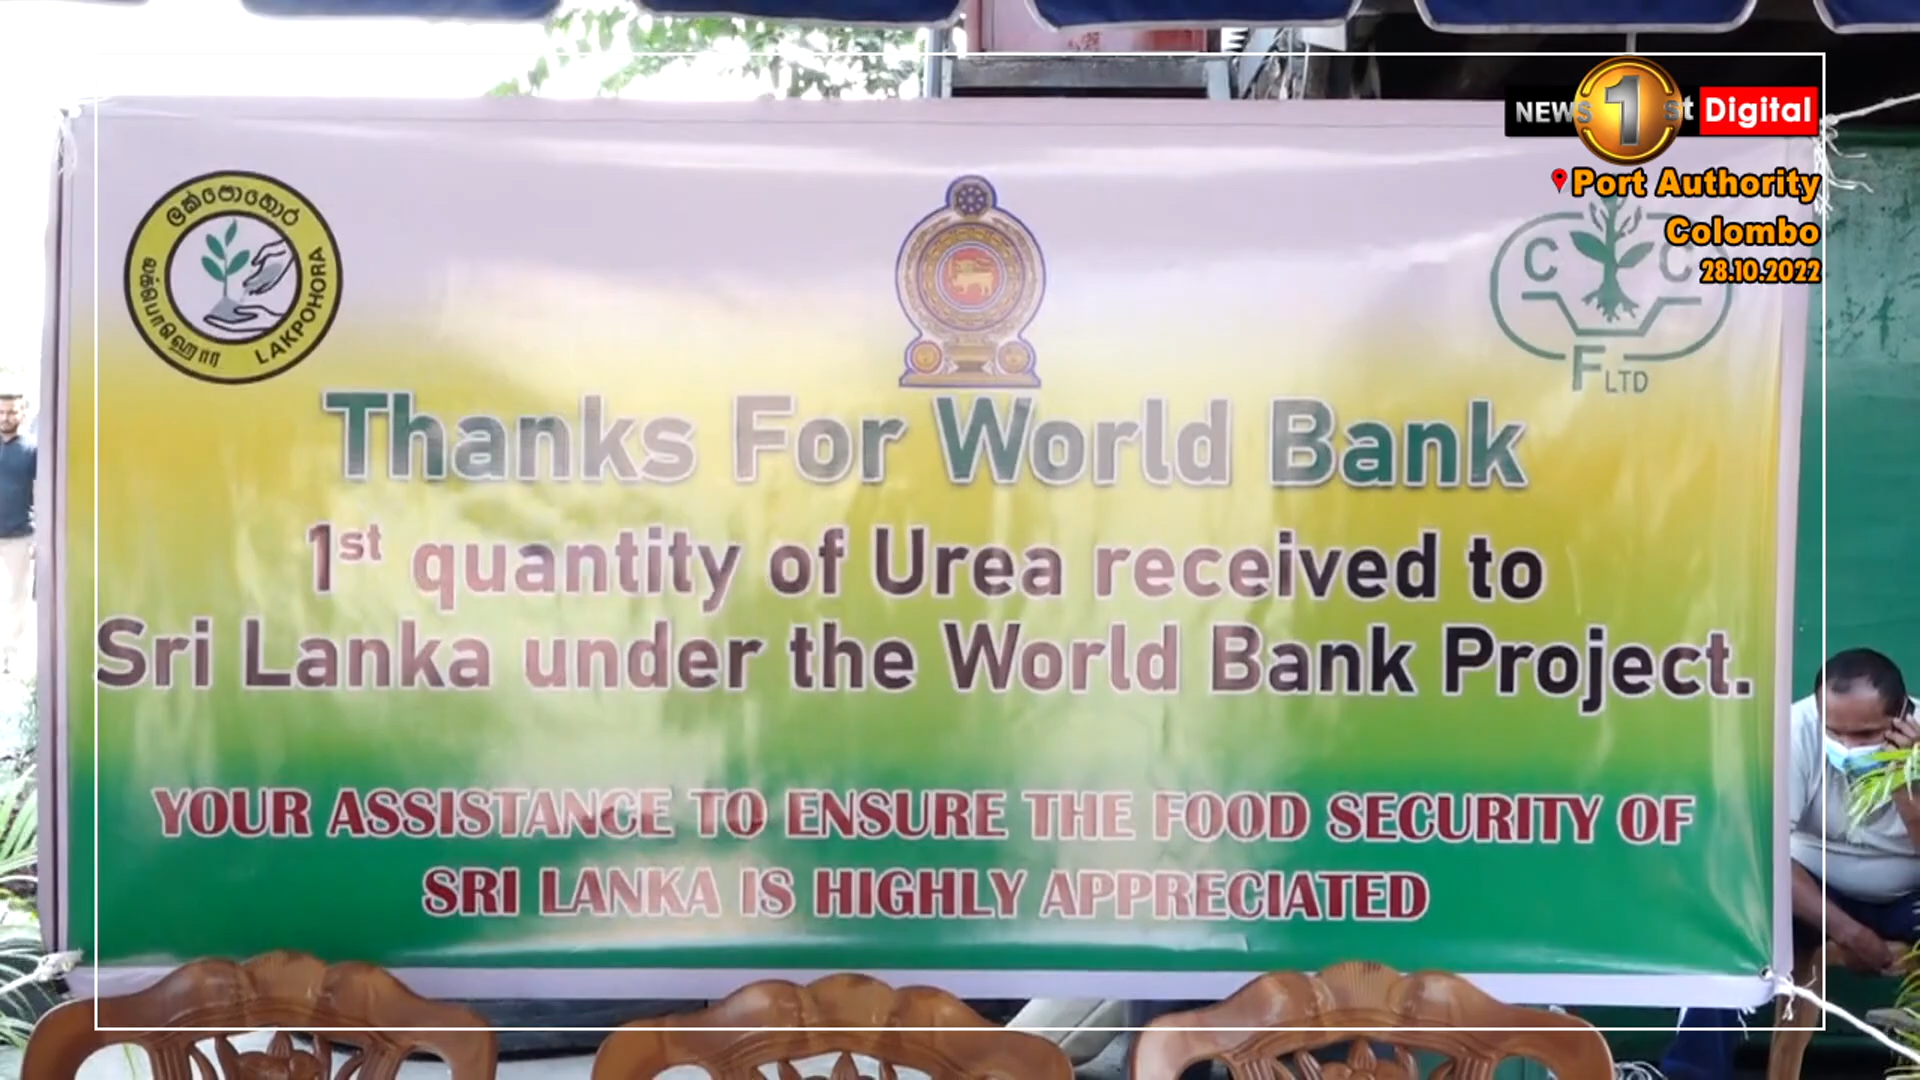 NEWS 1st Digital
Port Authority
Colombo
28.10.2022
ලක්පොහොර
லக்பொஹொர
LAKPOHORA
C C
F LTD
Thanks For World Bank
1st quantity of Urea received to
Sri Lanka under the World Bank Project.
YOUR ASSISTANCE TO ENSURE THE FOOD SECURITY OF
SRI LANKA IS HIGHLY APPRECIATED